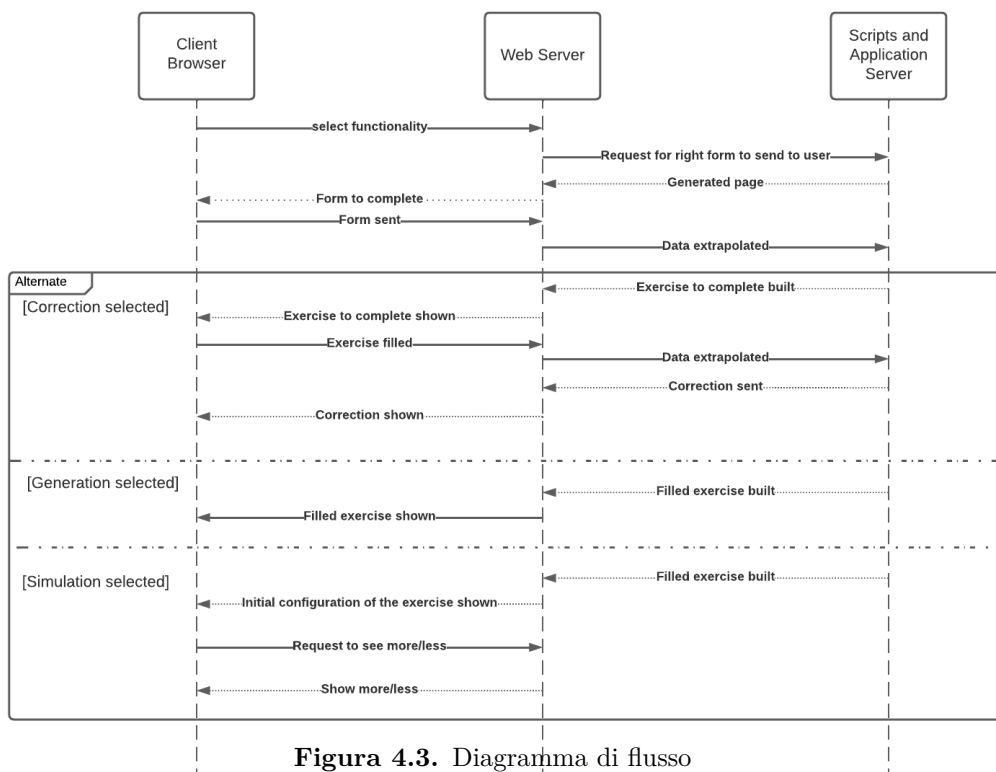 Client
Browser
Web Server
Scripts and
Application
Server
select functionality
Request for right form to send to user
Generated page
Form to complete
Form sent
Data extrapolated
Alternate
[Correction selected]
Exercise to complete built
Exercise to complete shown
Exercise filled
Data extrapolated
Correction sent
Correction shown
[Generation selected]
Filled exercise built
Filled exercise shown
[Simulation selected]
Filled exercise built
Initial configuration of the exercise shown
Request to see more/less
Show more/less
Figura 4.3. Diagramma di flusso